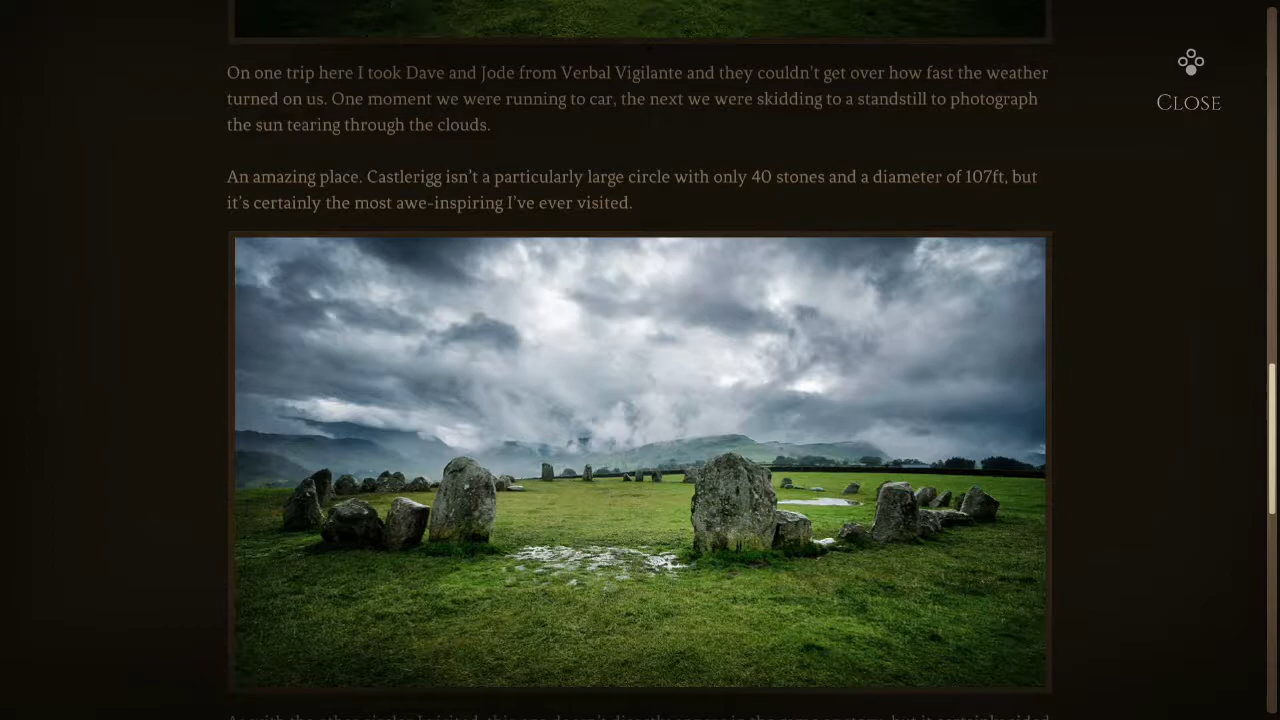 On one trip here I took Dave and Jode from Verbal Vigilante and they couldn't get over how fast the weather
turned on us. One moment we were running to car, the next we were skidding to a standstill to photograph
the sun tearing through the clouds.
An amazing place. Castlerigg isn't a particularly large circle with only 40 stones and a diameter of 107ft, but
it's certainly the most awe-inspiring I've ever visited.
Close